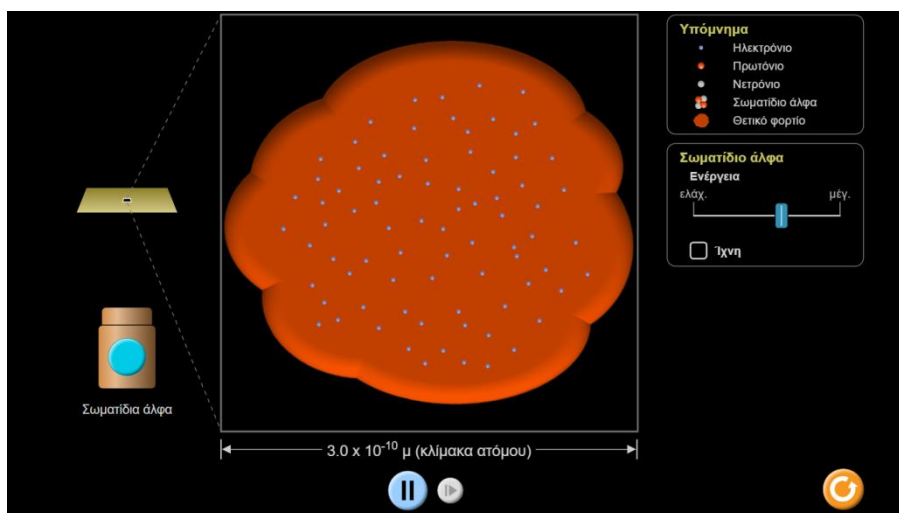 Υπόμνημα
Ηλεκτρόνιο
Πρωτόνιο
Νετρόνιο
Σωματίδιο άλφα
Θετικό φορτίο
Σωματίδιο άλφα
Ενέργεια
ελάχ. μέγ.
Ίχνη
Σωματίδια άλφα
3.0 x 10⁻¹⁰ μ (κλίμακα ατόμου)